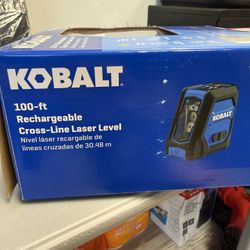 KOBALT
100-ft
Rechargeable
Cross-Line Laser Level
Nivel láser recargable de
líneas cruzadas de 30.48 m
KOBALT